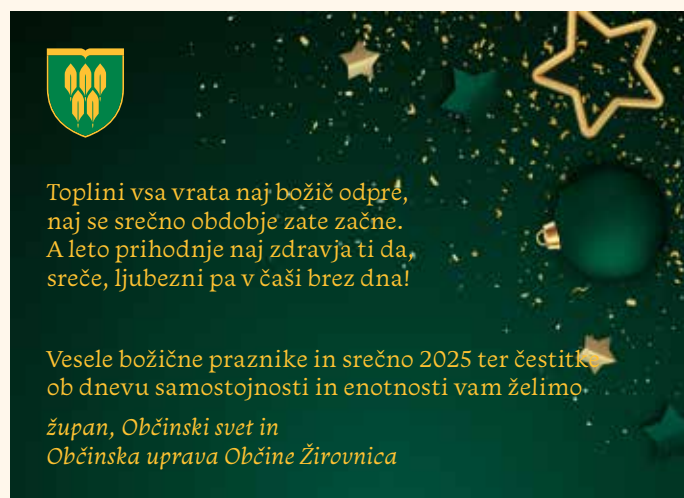 Toplini vsa vrata naj božič odpre,
naj se srečno obdobje zate začne.
A leto prihodnje naj zdravja ti da,
sreče, ljubezni pa v čaši brez dna!
Vesele božične praznike in srečno 2025 ter čestitke
ob dnevu samostojnosti in enotnosti vam želimo
župan, Občinski svet in
Občinska uprava Občine Žirovnica